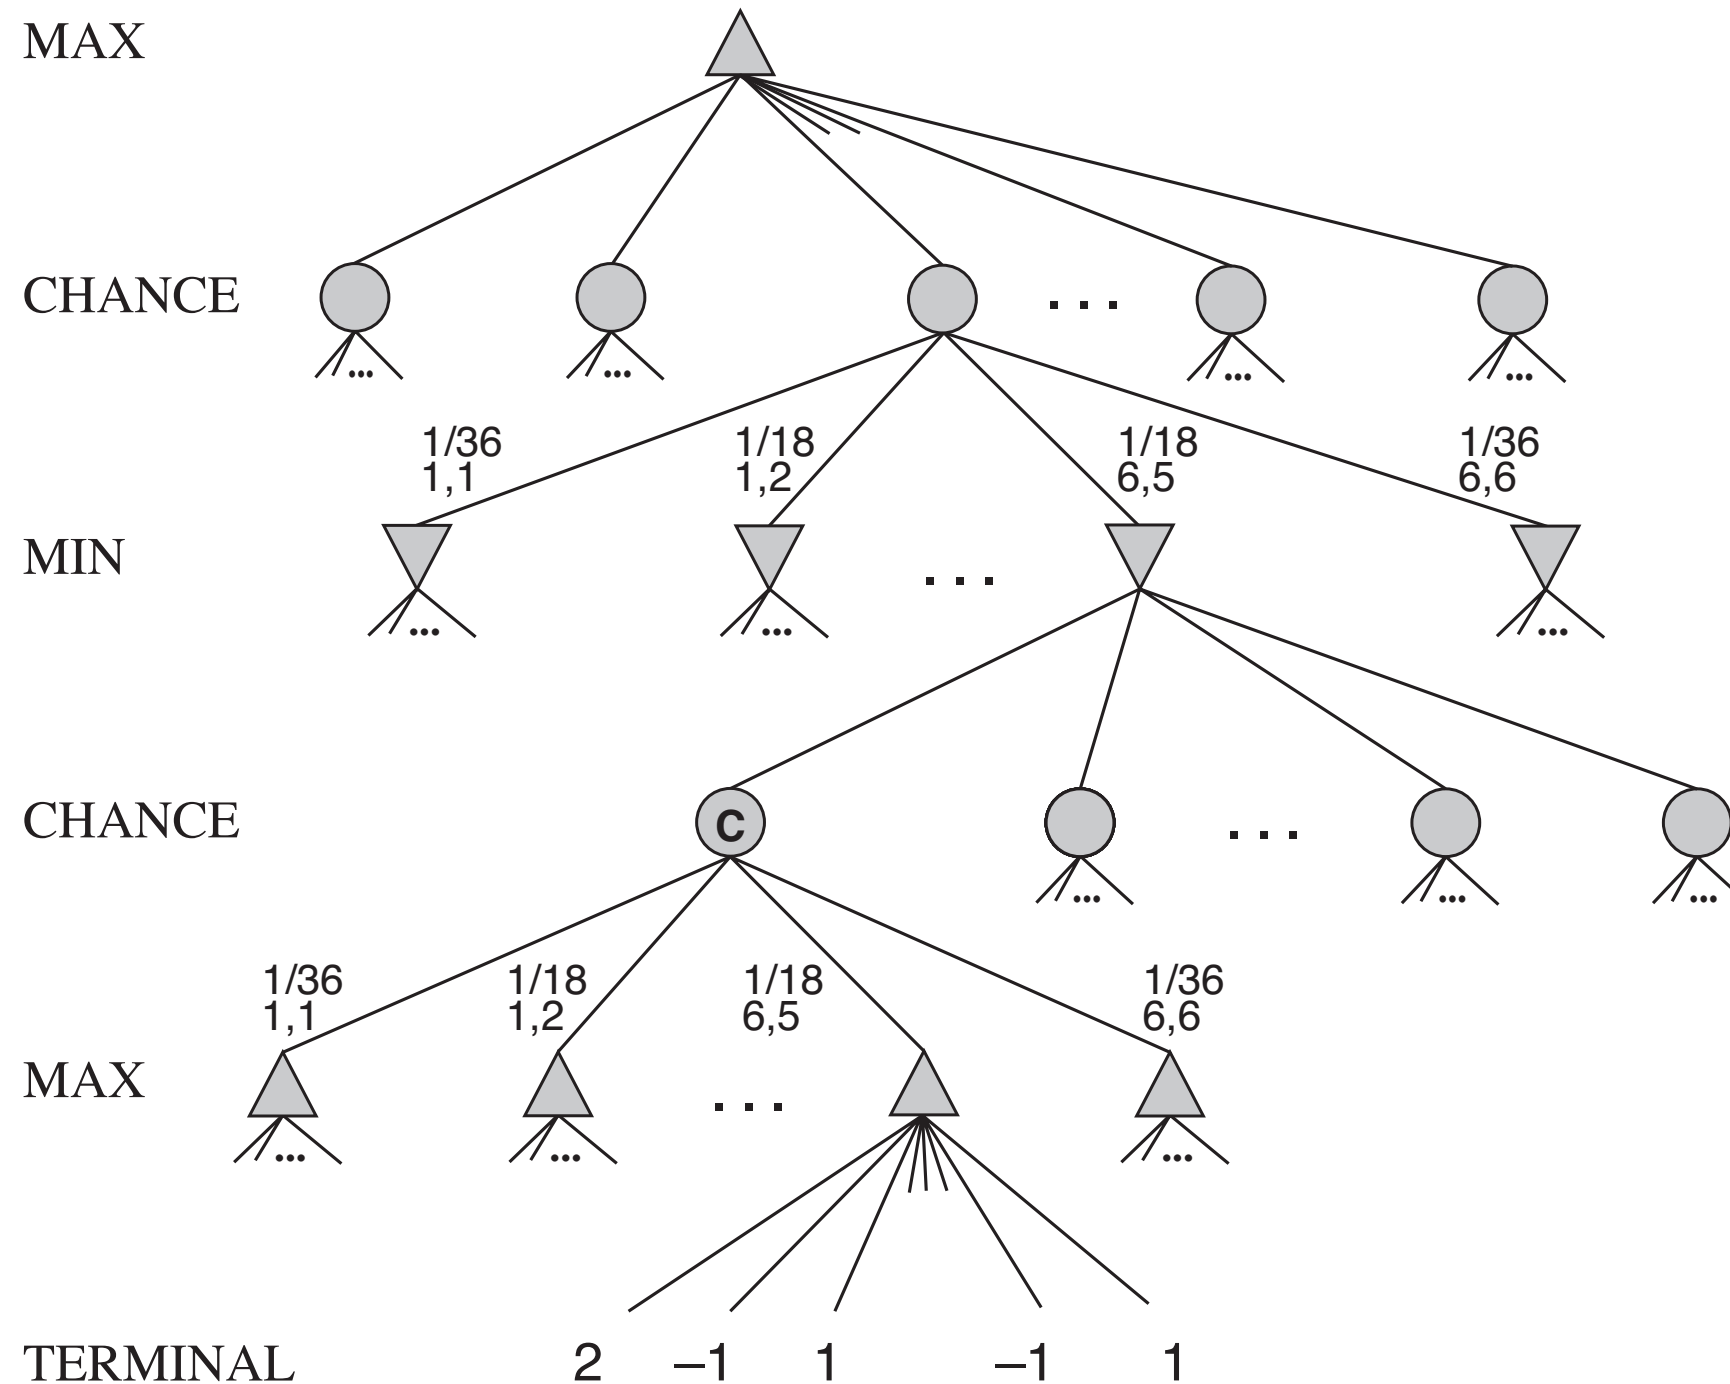 MAX
CHANCE
. . .
...
...
...
...
1/36
1,1
1/18
1,2
1/18
6,5
1/36
6,6
MIN
. . .
...
...
...
CHANCE
C
. . .
...
...
...
1/36
1,1
1/18
1,2
1/18
6,5
1/36
6,6
MAX
. . .
...
...
...
TERMINAL 2 –1 1 –1 1